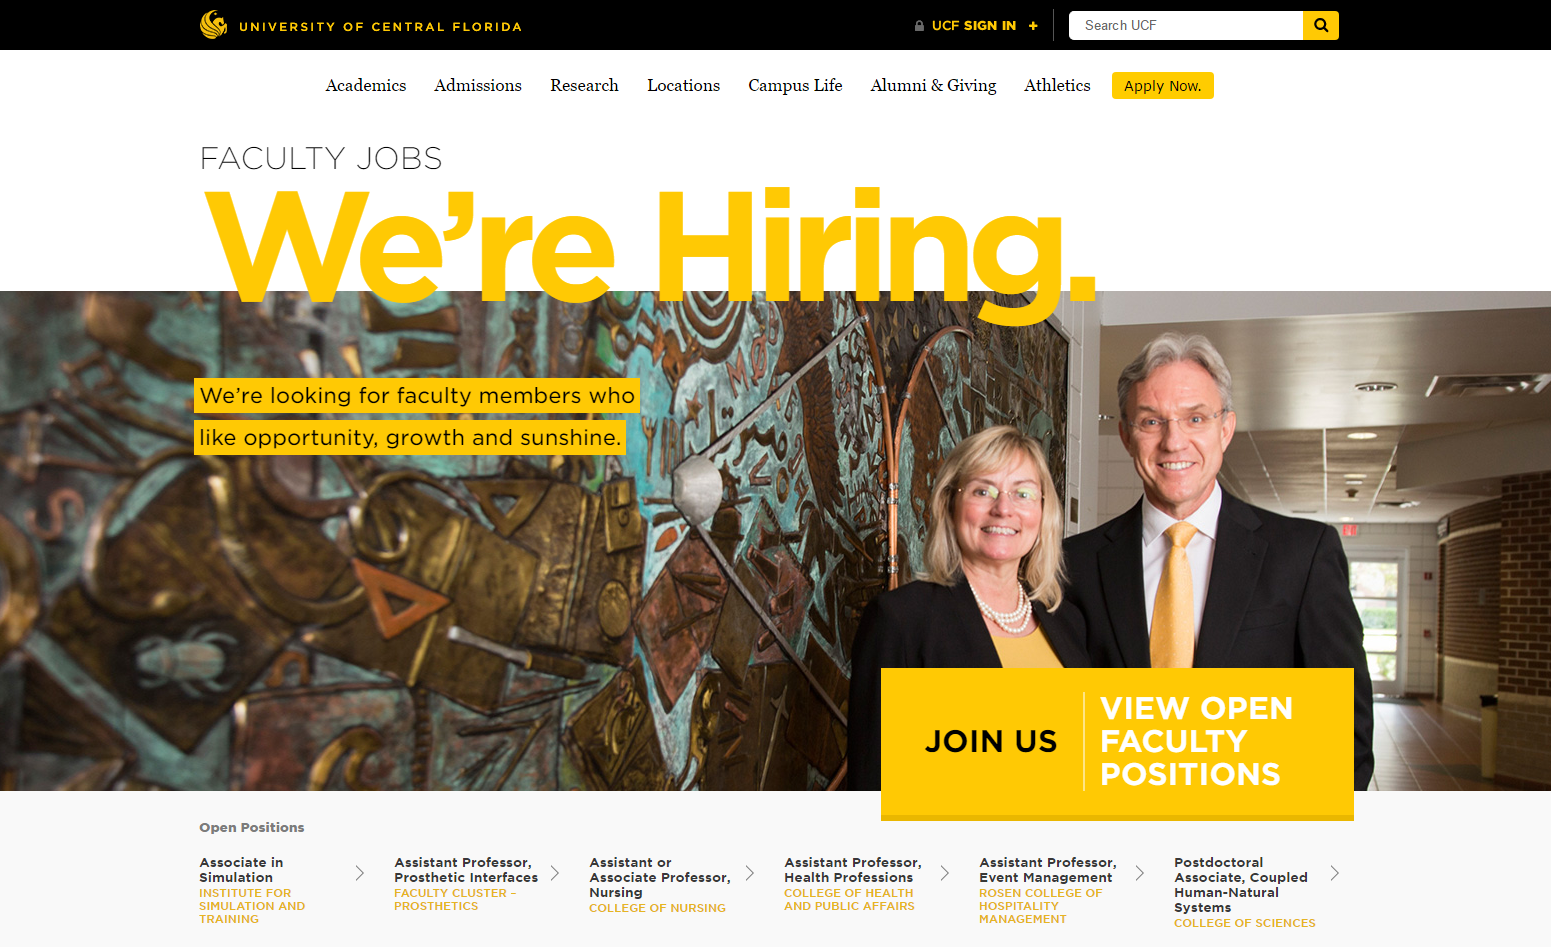 UNIVERSITY OF CENTRAL FLORIDA
UCF SIGN IN +
Search UCF
Academics
Admissions
Research
Locations
Campus Life
Alumni & Giving
Athletics
Apply Now.
FACULTY JOBS
We’re Hiring.
We’re looking for faculty members who
like opportunity, growth and sunshine.
JOIN US
VIEW OPEN
FACULTY
POSITIONS
Open Positions
Associate in
Simulation
INSTITUTE FOR
SIMULATION AND
TRAINING
Assistant Professor,
Prosthetic Interfaces
FACULTY CLUSTER –
PROSTHETICS
Assistant or
Associate Professor,
Nursing
COLLEGE OF NURSING
Assistant Professor,
Health Professions
COLLEGE OF HEALTH
AND PUBLIC AFFAIRS
Assistant Professor,
Event Management
ROSEN COLLEGE OF
HOSPITALITY
MANAGEMENT
Postdoctoral
Associate, Coupled
Human-Natural
Systems
COLLEGE OF SCIENCES